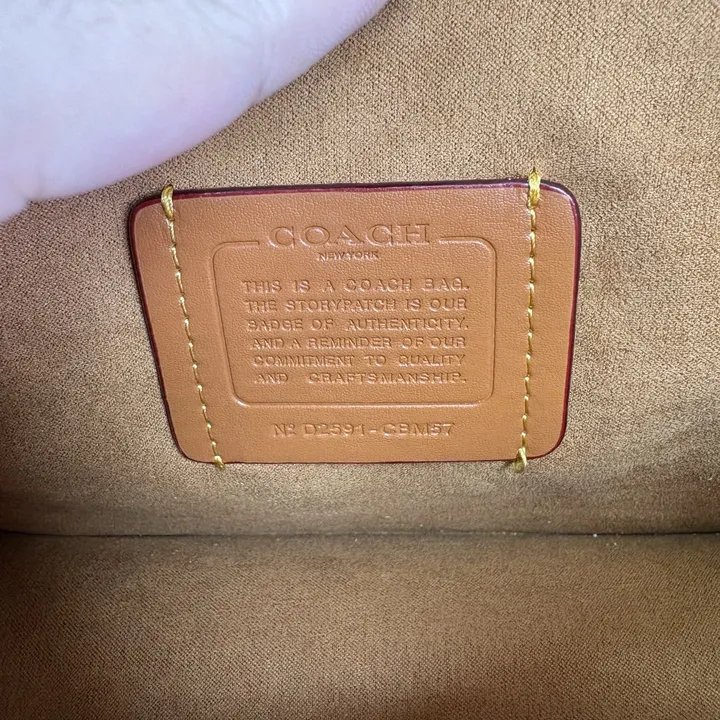 COACH
NEW YORK
THIS IS A COACH BAG.
THE STORYPATCH IS OUR
BADGE OF AUTHENTICITY.
AND A REMINDER OF OUR
COMMITMENT TO QUALITY
AND CRAFTSMANSHIP.
Nº D2591-CBM57